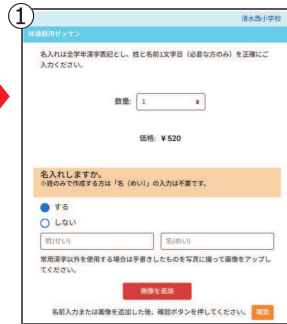 ①
清水西小学校
体操服用ゼッケン
名入れは全学年漢字表記とし、姓と名前1文字目(必要な方のみ)を正確にご
入力ください。
数量: 1
価格: ¥520
名入れしますか。
※姓のみで作成する方は「名(めい)」の入力は不要です。
する
しない
姓(せい) 名(めい)
常用漢字以外を使用する場合は手書きしたものを写真に撮って画像をアップし
てください。
画像を追加
名前入力または画像を追加した後、確認ボタンを押してください。 確認